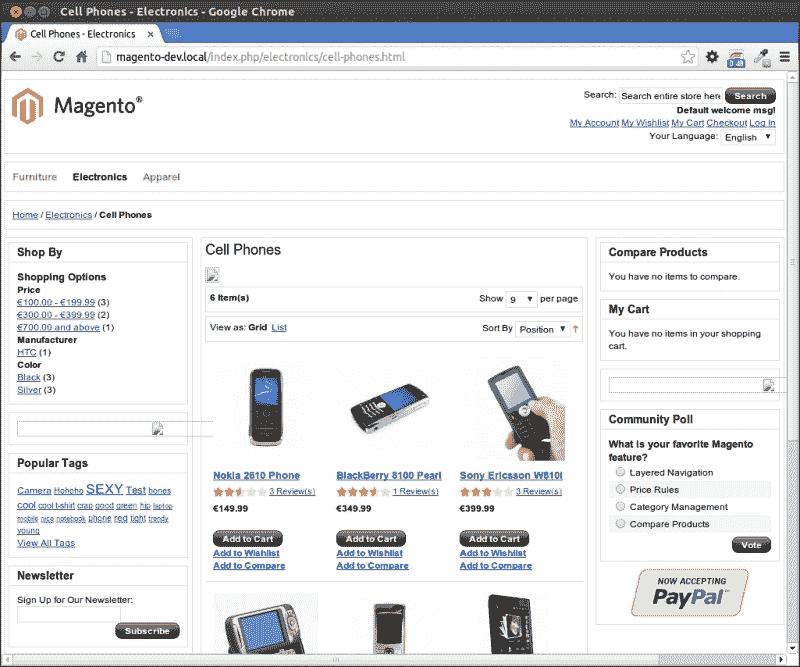 Cell Phones - Electronics - Google Chrome
Cell Phones - Electronics
magento-dev.local/index.php/electronics/cell-phones.html
0.48
Magento®
Search: Search entire store here Search
Default welcome msg!
My Account My Wishlist My Cart Checkout Log In
Your Language: English
Furniture Electronics Apparel
Home / Electronics / Cell Phones
Shop By
Shopping Options
Price
€100.00 - €199.99 (3)
€300.00 - €399.99 (2)
€700.00 and above (1)
Manufacturer
HTC (1)
Color
Black (3)
Silver (3)
Popular Tags
Camera Hohoho SEXY Test bones
cool cool t-shirt crap good green hip laptop
mobile nice notebook phone red tight trendy
young
View All Tags
Newsletter
Sign Up for Our Newsletter:
Subscribe
Cell Phones
6 Item(s)
Show 9 per page
View as: Grid List
Sort By Position
Nokia 2610 Phone
3 Review(s)
€149.99
Add to Cart
Add to Wishlist
Add to Compare
BlackBerry 8100 Pearl
1 Review(s)
€349.99
Add to Cart
Add to Wishlist
Add to Compare
Sony Ericsson W810i
3 Review(s)
€399.99
Add to Cart
Add to Wishlist
Add to Compare
Compare Products
You have no items to compare.
My Cart
You have no items in your shopping
cart.
Community Poll
What is your favorite Magento
feature?
Layered Navigation
Price Rules
Category Management
Compare Products
Vote
NOW ACCEPTING
PayPal™